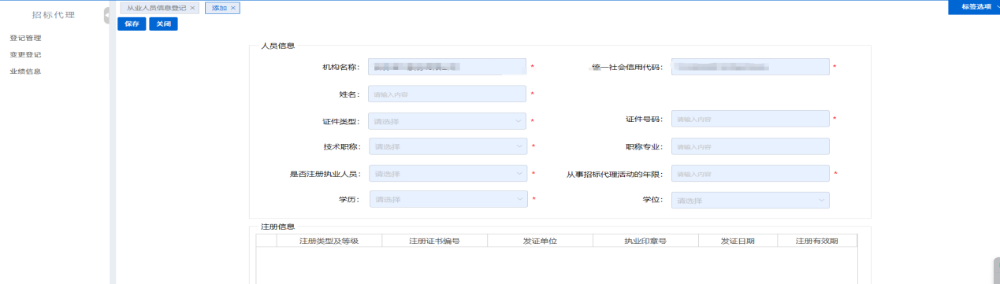 招标代理
登记管理
变更登记
业绩信息
从业人员信息登记 ×
添加 ×
标签选项
保存 关闭
人员信息
机构名称: * 统一社会信用代码: *
姓名: 请输入内容 *
证件类型: 请选择 * 证件号码: 请输入内容 *
技术职称: 请选择 * 职称专业: 请输入内容
是否注册执业人员: 请选择 * 从事招标代理活动的年限: 请输入内容 *
学历: 请选择 * 学位: 请选择
注册信息
注册类型及等级 注册证书编号 发证单位 执业印章号 发证日期 注册有效期